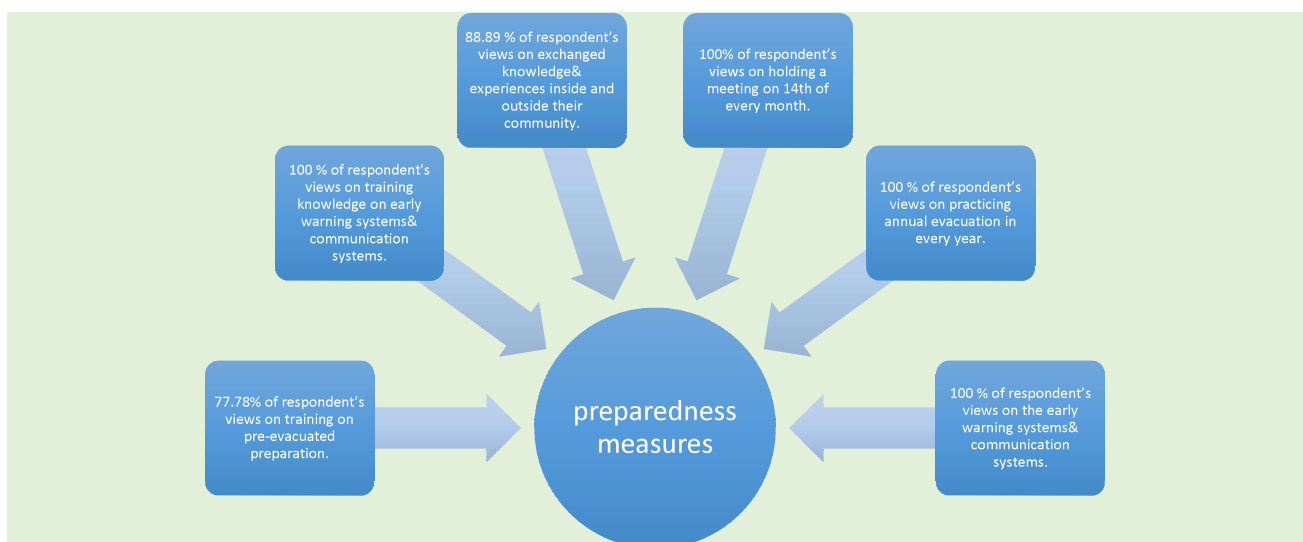 88.89 % of respondent’s
views on exchanged
knowledge&
experiences inside and
outside their
community.
100% of respondent’s
views on holding a
meeting on 14th of
every month.
100 % of respondent's
views on training
knowledge on early
warning systems&
communication
systems.
100 % of respondent’s
views on practicing
annual evacuation in
every year.
77.78% of respondent’s
views on training on
pre-evacuated
preparation.
preparedness
measures
100 % of respondent’s
views on the early
warning systems&
communication
systems.